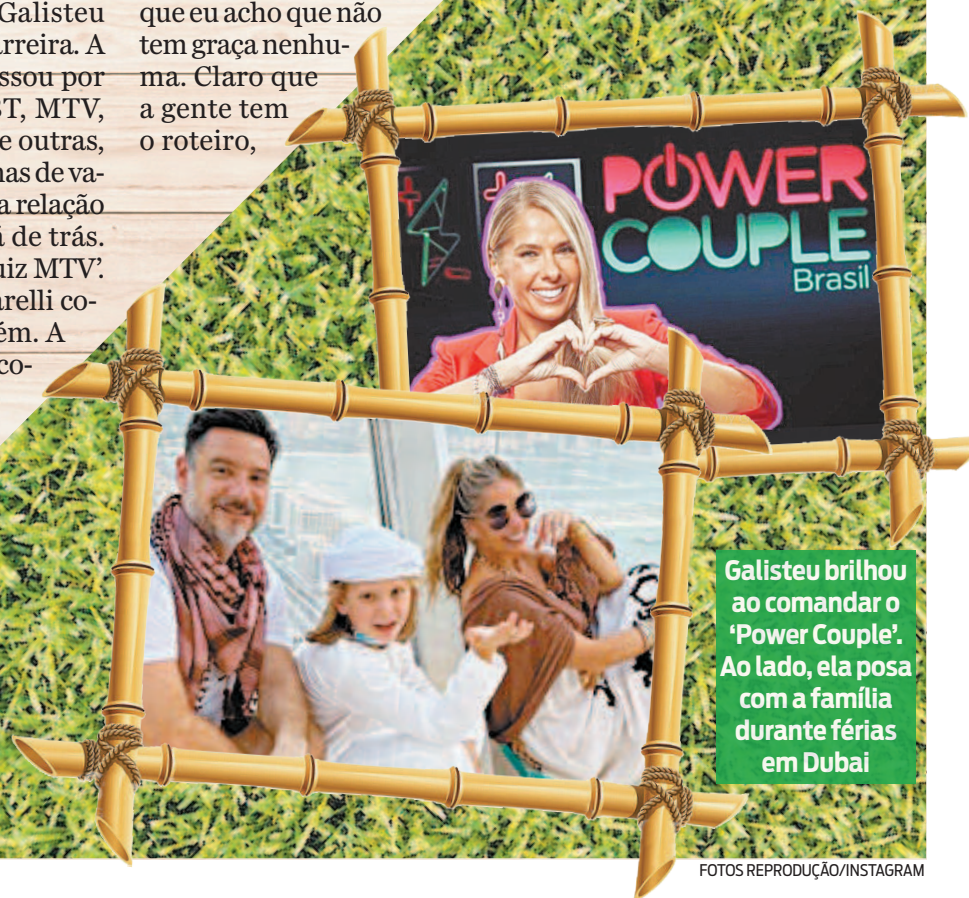 Galisteu
rreira. A
ssou por
BT, MTV,
e outras,
nas de va-
a relação
á de trás.
uiz MTV’.
arelli co-
ém. A
co-
que eu acho que não
tem graça nenhu-
ma. Claro que
a gente tem
o roteiro,
POWER
COUPLE
Brasil
Galisteu brilhou
ao comandar o
‘Power Couple’.
Ao lado, ela posa
com a família
durante férias
em Dubai
FOTOS REPRODUÇÃO/INSTAGRAM